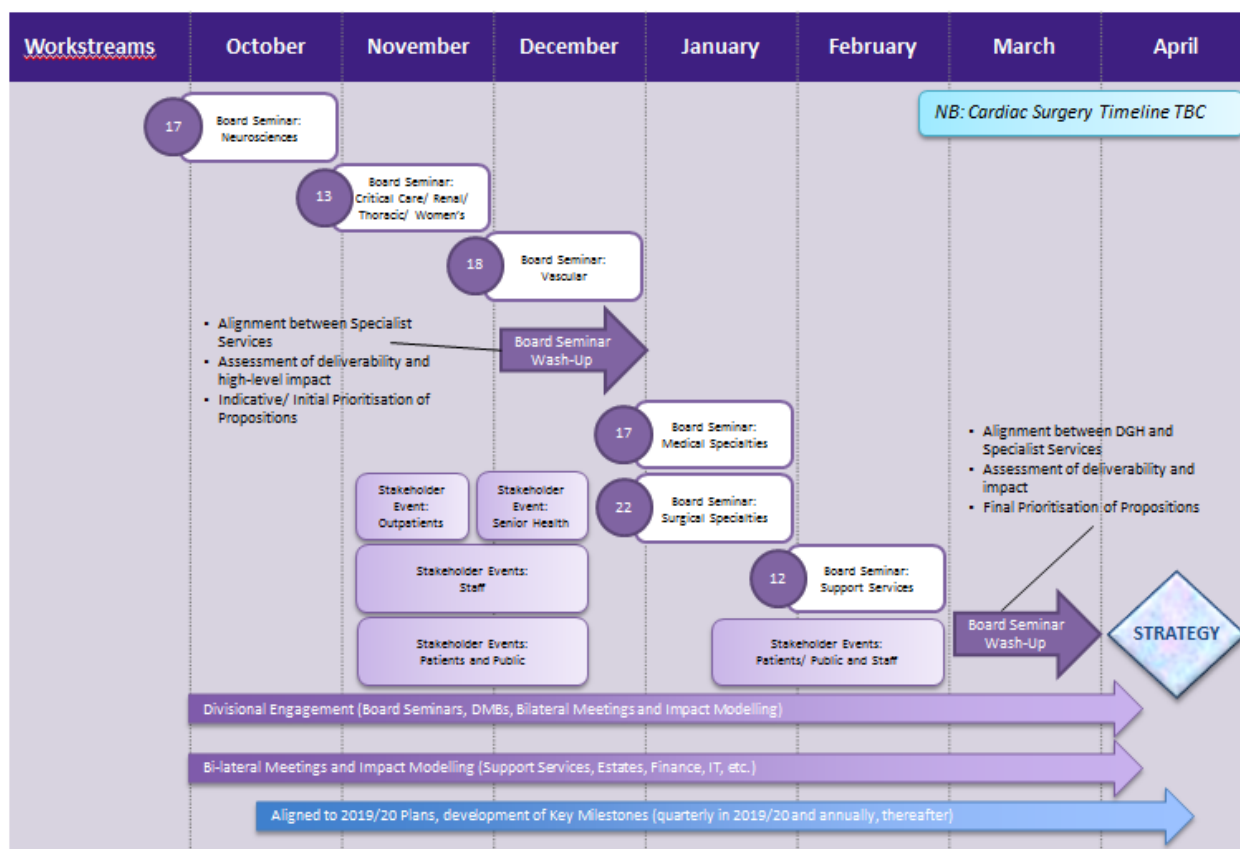 Workstreams
October
November
December
January
February
March
April
NB: Cardiac Surgery Timeline TBC
17
Board Seminar:
Neurosciences
13
Board Seminar:
Critical Care/ Renal/
Thoracic/ Women's
18
Board Seminar:
Vascular
▪ Alignment between Specialist
Services
▪ Assessment of deliverability and
high-level impact
▪ Indicative/ Initial Prioritisation of
Propositions
Board Seminar
Wash-Up
17
Board Seminar:
Medical Specialties
Stakeholder
Event:
Outpatients
Stakeholder
Event:
Senior Health
22
Board Seminar:
Surgical Specialties
▪ Alignment between DGH and
Specialist Services
▪ Assessment of deliverability and
impact
▪ Final Prioritisation of Propositions
Stakeholder Events:
Staff
12
Board Seminar:
Support Services
Stakeholder Events:
Patients and Public
Stakeholder Events:
Patients/ Public and Staff
Board Seminar
Wash-Up
STRATEGY
Divisional Engagement (Board Seminars, DMBs, Bilateral Meetings and Impact Modelling)
Bi-lateral Meetings and Impact Modelling (Support Services, Estates, Finance, IT, etc.)
Aligned to 2019/20 Plans, development of Key Milestones (quarterly in 2019/20 and annually, thereafter)